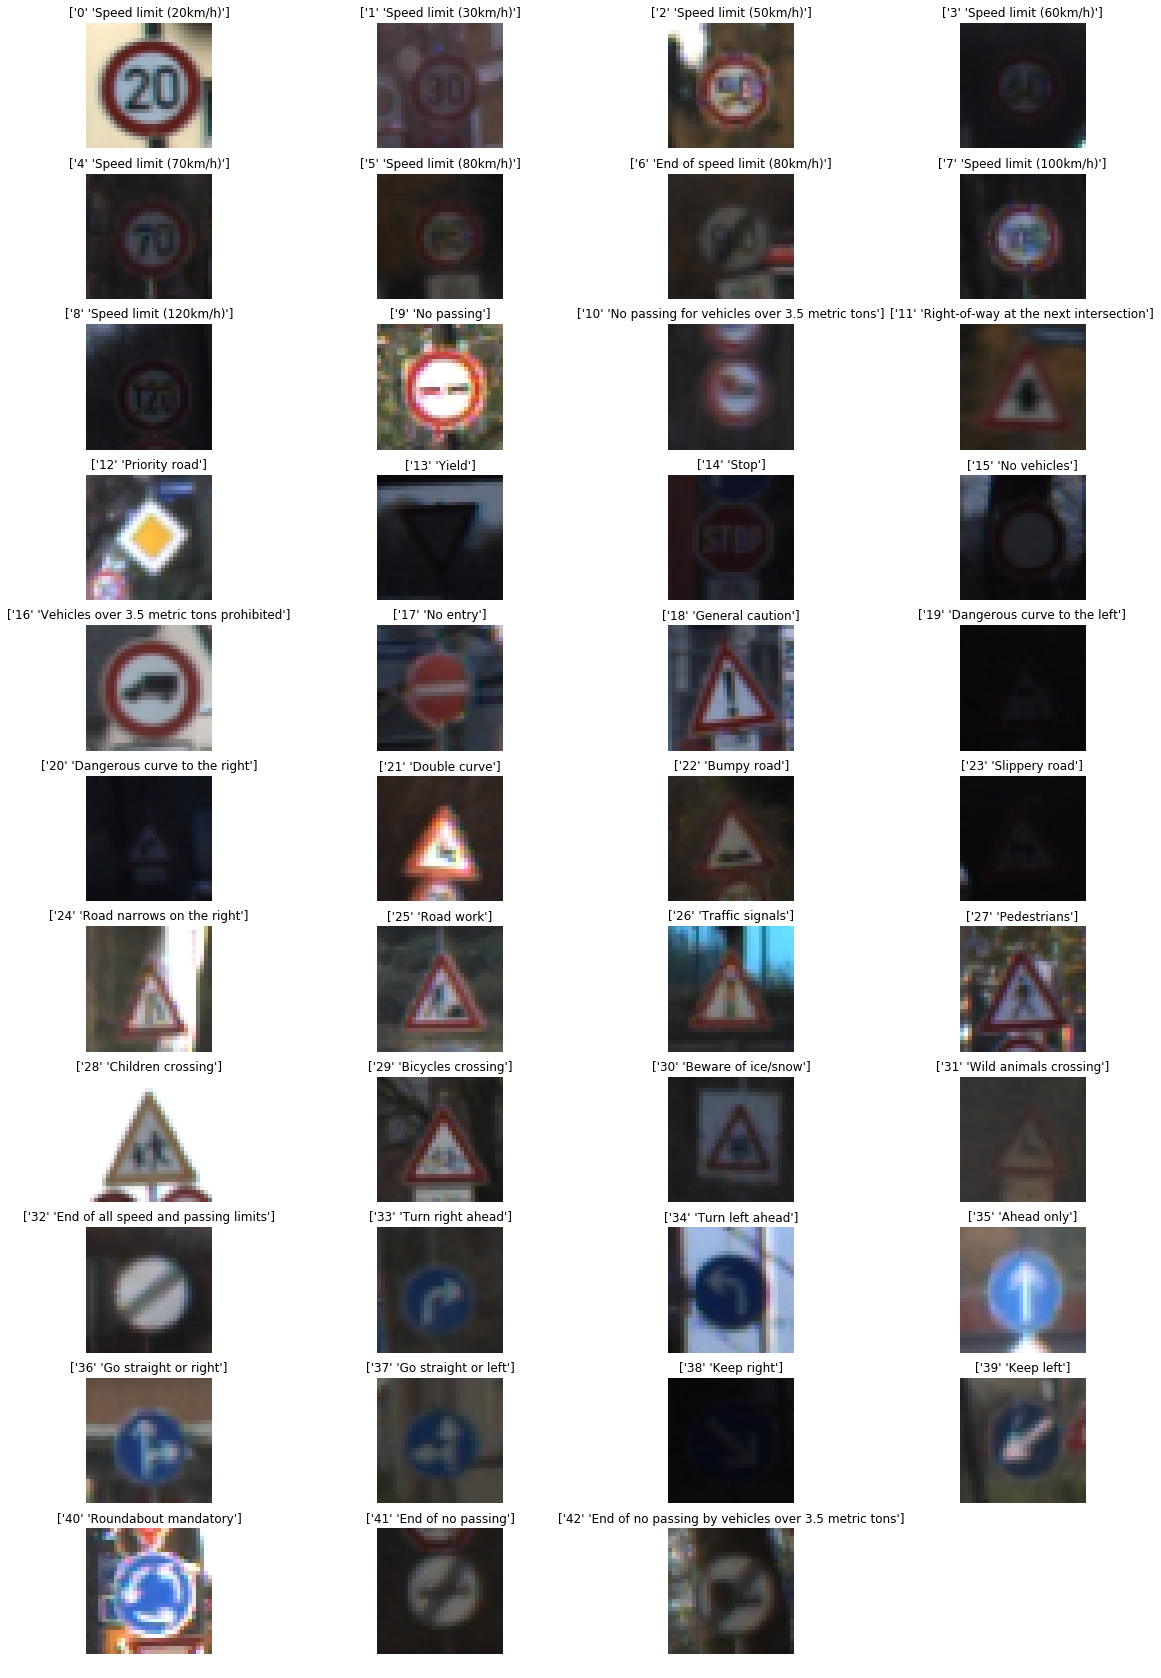 ['0' 'Speed limit (20km/h)'] ['1' 'Speed limit (30km/h)'] ['2' 'Speed limit (50km/h)'] ['3' 'Speed limit (60km/h)']
20 30
['4' 'Speed limit (70km/h)'] ['5' 'Speed limit (80km/h)'] ['6' 'End of speed limit (80km/h)'] ['7' 'Speed limit (100km/h)']
70
['8' 'Speed limit (120km/h)'] ['9' 'No passing'] ['10' 'No passing for vehicles over 3.5 metric tons'] ['11' 'Right-of-way at the next intersection']
120
['12' 'Priority road'] ['13' 'Yield'] ['14' 'Stop'] ['15' 'No vehicles']
STOP
['16' 'Vehicles over 3.5 metric tons prohibited'] ['17' 'No entry'] ['18' 'General caution'] ['19' 'Dangerous curve to the left']
['20' 'Dangerous curve to the right'] ['21' 'Double curve'] ['22' 'Bumpy road'] ['23' 'Slippery road']
['24' 'Road narrows on the right'] ['25' 'Road work'] ['26' 'Traffic signals'] ['27' 'Pedestrians']
['28' 'Children crossing'] ['29' 'Bicycles crossing'] ['30' 'Beware of ice/snow'] ['31' 'Wild animals crossing']
['32' 'End of all speed and passing limits'] ['33' 'Turn right ahead'] ['34' 'Turn left ahead'] ['35' 'Ahead only']
['36' 'Go straight or right'] ['37' 'Go straight or left'] ['38' 'Keep right'] ['39' 'Keep left']
['40' 'Roundabout mandatory'] ['41' 'End of no passing'] ['42' 'End of no passing by vehicles over 3.5 metric tons']